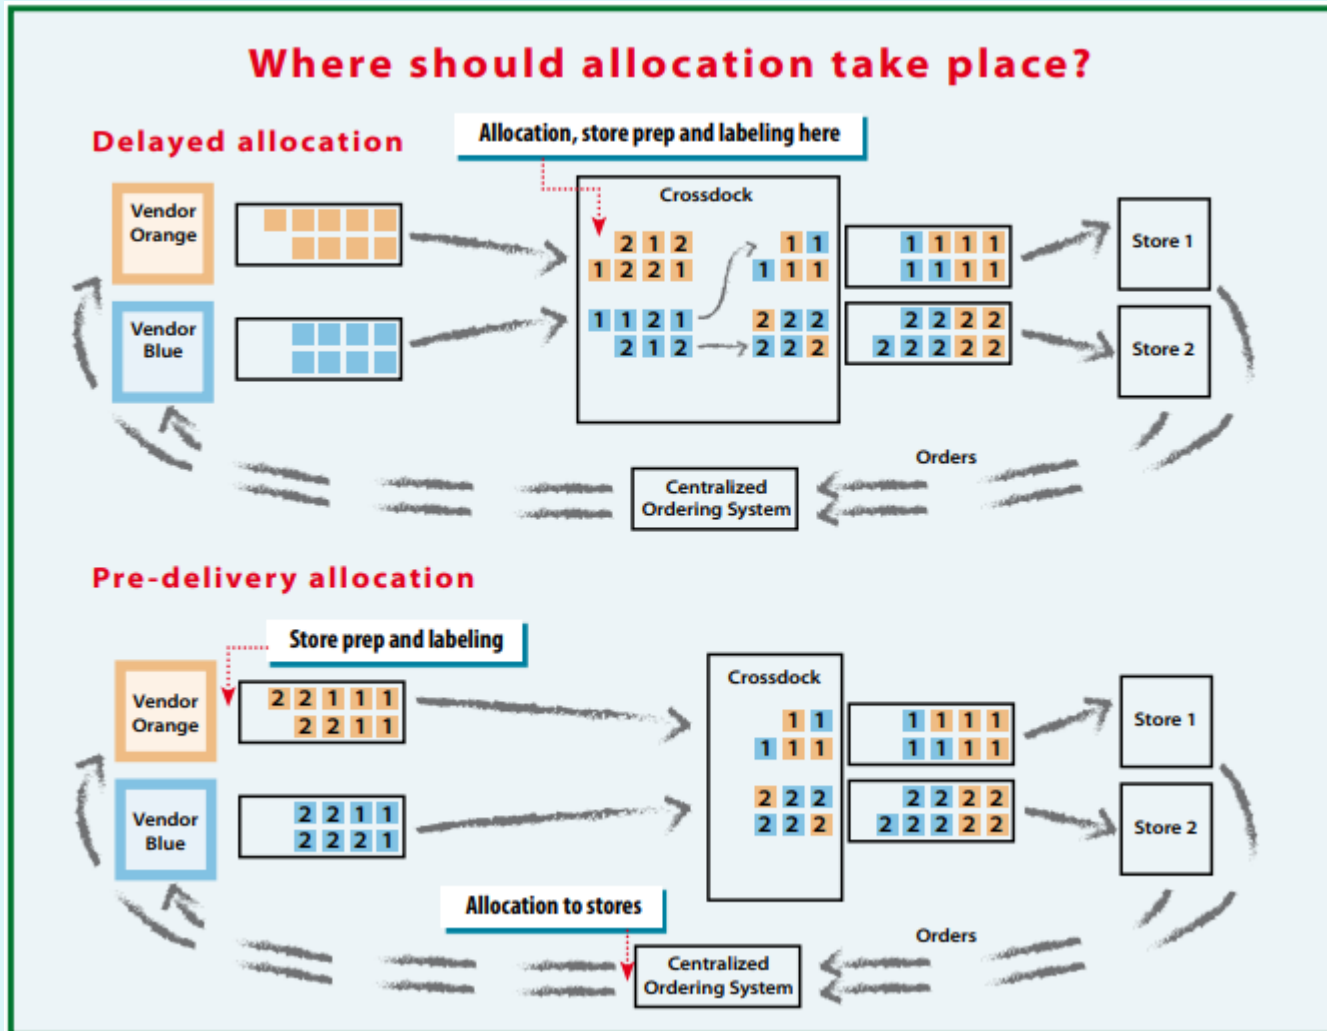 Where should allocation take place?
Delayed allocation
Allocation, store prep and labeling here
Vendor
Orange
Vendor
Blue
Crossdock
2 1 2
1 2 2 1
1 1 2 1
2 1 2
1 1
1 1 1
2 2 2
2 2 2
1 1 1 1
1 1 1 1
2 2 2 2
2 2 2 2 2
Store 1
Store 2
Orders
Centralized
Ordering System
Pre-delivery allocation
Store prep and labeling
Vendor
Orange
2 2 1 1 1
2 2 1 1
Vendor
Blue
2 2 1 1
2 2 2 1
Crossdock
1 1
1 1 1
2 2 2
2 2 2
1 1 1 1
1 1 1 1
2 2 2 2
2 2 2 2 2
Store 1
Store 2
Allocation to stores
Orders
Centralized
Ordering System